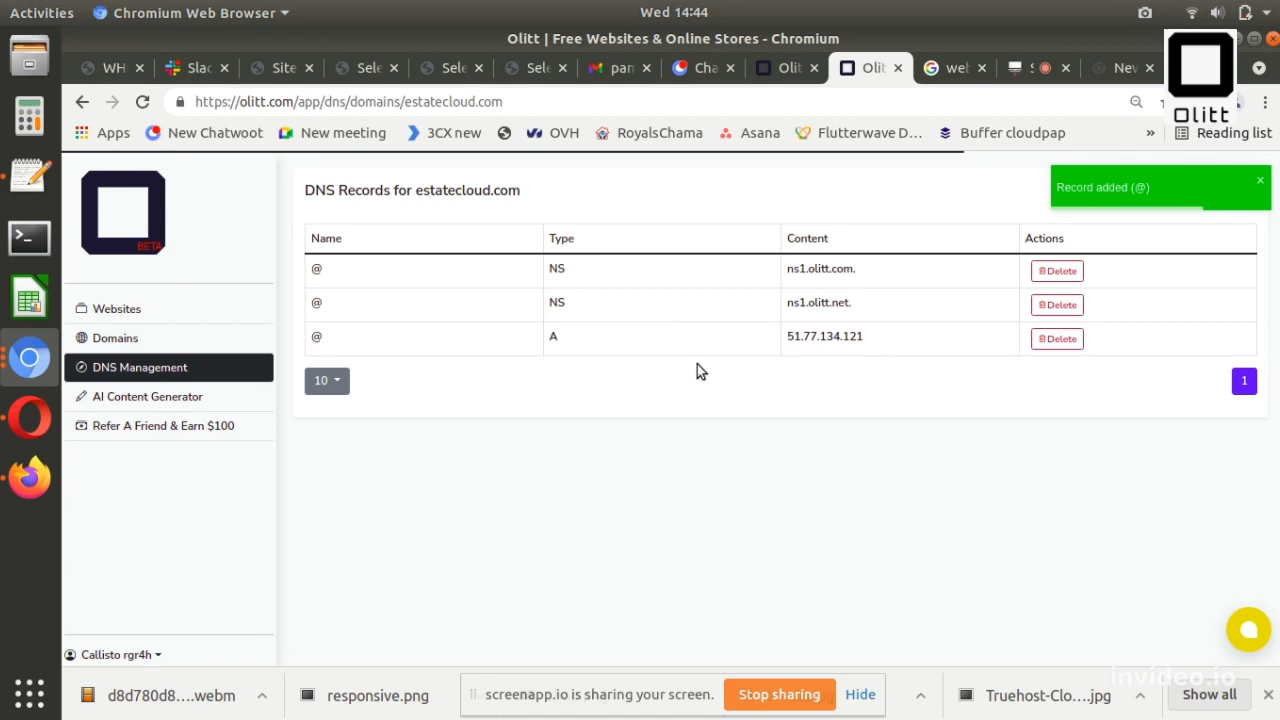 Activities
Chromium Web Browser
Wed 14:44
Olitt | Free Websites & Online Stores - Chromium
WH
Slac
Site
Sele
Sele
Sele
pan
Cha
Olit
Olit
web
S
New
https://olitt.com/app/dns/domains/estatecloud.com
Olitt
Apps
New Chatwoot
New meeting
3CX new
OVH
RoyalsChama
Asana
Flutterwave D…
Buffer cloudpap
»
Reading list
BETA
DNS Records for estatecloud.com
Record added (@)
Name Type Content Actions
@ NS ns1.olitt.com. Delete
@ NS ns1.olitt.net. Delete
@ A 51.77.134.121 Delete
10
1
Websites
Domains
DNS Management
AI Content Generator
Refer A Friend & Earn $100
Callisto rgr4h
invideo.io
d8d780d8....webm
responsive.png
screenapp.io is sharing your screen.
Stop sharing
Hide
Truehost-Clo....jpg
Show all